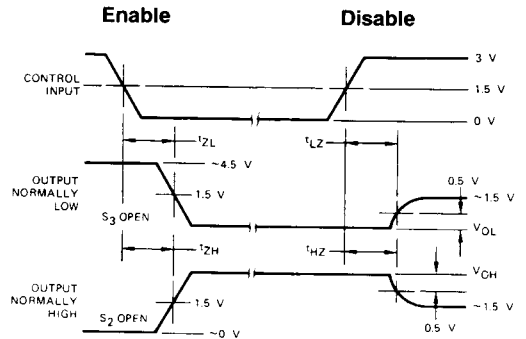 Enable Disable
3 V
CONTROL
INPUT
1.5 V
0 V
tZL tLZ
~4.5 V
0.5 V
OUTPUT
NORMALLY
LOW
1.5 V
~1.5 V
S3 OPEN
VOL
tZH tHZ
VCH
OUTPUT
NORMALLY
HIGH
1.5 V
~1.5 V
S2 OPEN
~0 V
0.5 V